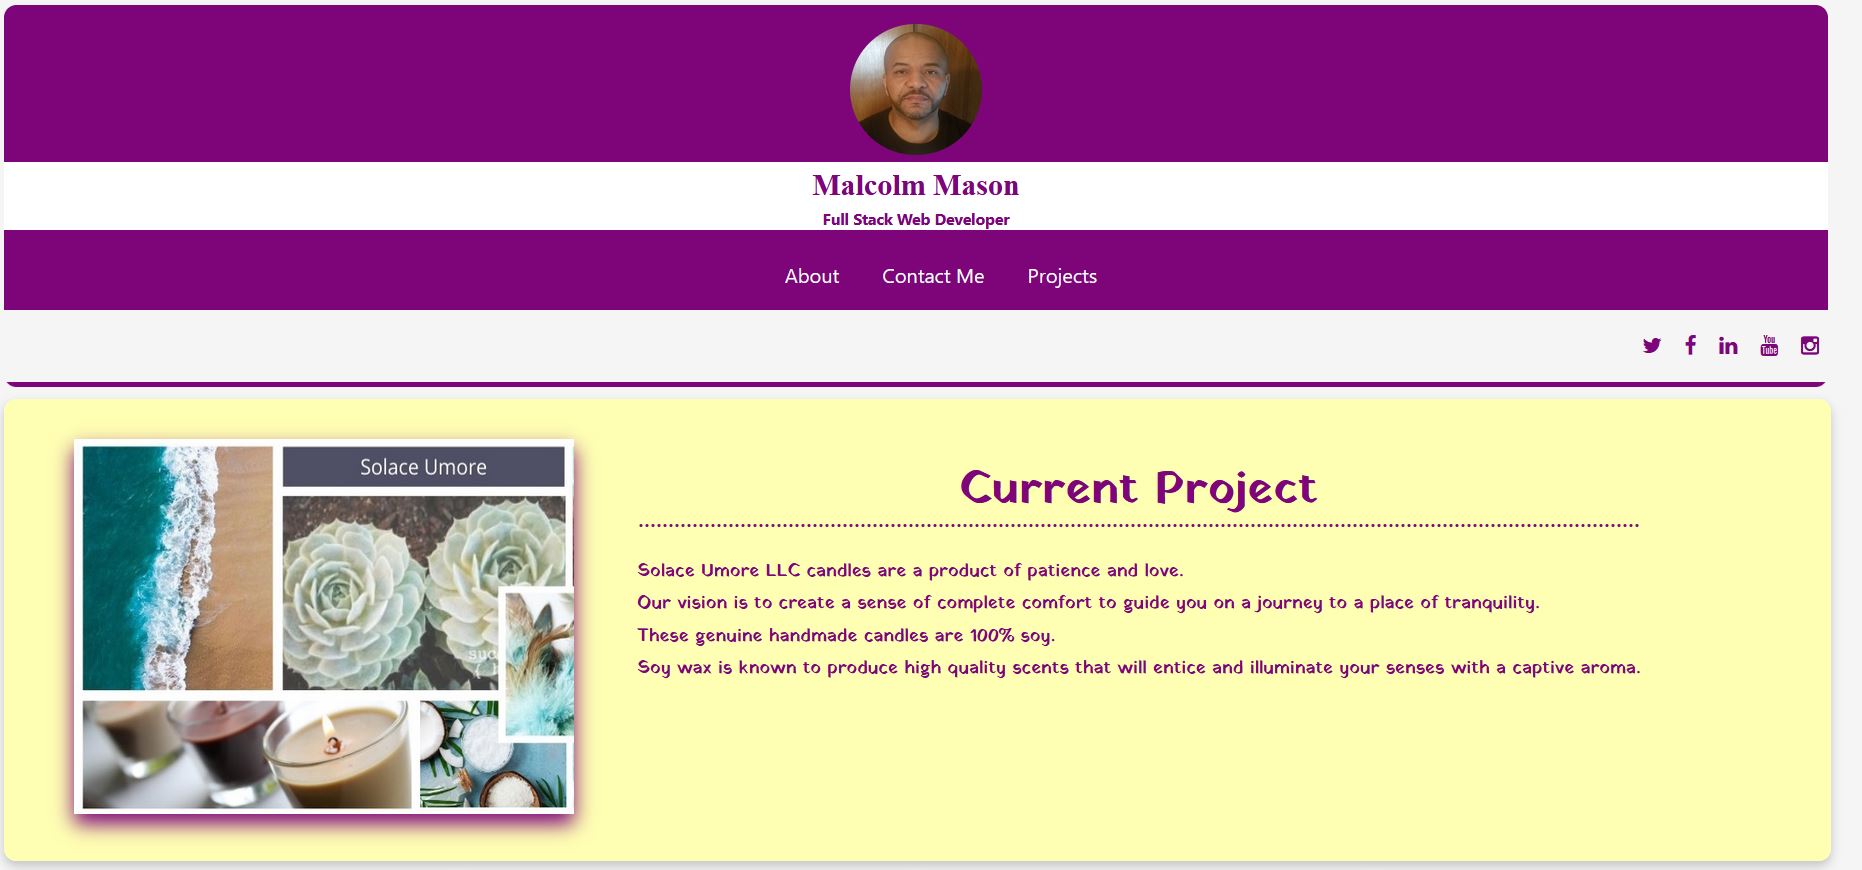 Malcolm Mason
Full Stack Web Developer
About Contact Me Projects
You
Tube
Solace Umore
Current Project
Solace Umore LLC candles are a product of patience and love.
Our vision is to create a sense of complete comfort to guide you on a journey to a place of tranquility.
These genuine handmade candles are 100% soy.
Soy wax is known to produce high quality scents that will entice and illuminate your senses with a captive aroma.